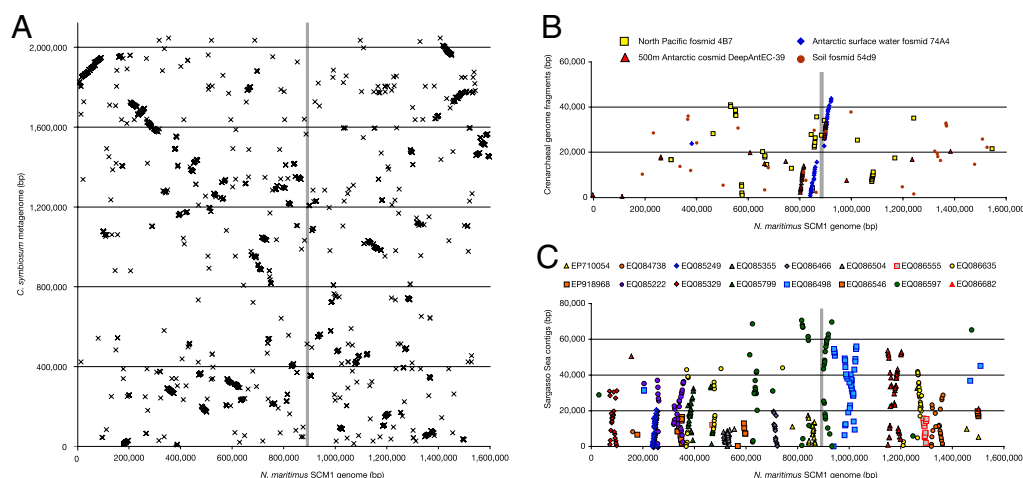 A
2,000,000
1,600,000
1,200,000
800,000
400,000
0
C. symbiosum metagenome (bp)
0 200,000 400,000 600,000 800,000 1,000,000 1,200,000 1,400,000 1,600,000
N. maritimus SCM1 genome (bp)
B
North Pacific fosmid 4B7
Antarctic surface water fosmid 74A4
500m Antarctic cosmid DeepAntEC-39
Soil fosmid 54d9
60,000
40,000
20,000
0
Crenarchaeal genome fragments (bp)
0 200,000 400,000 600,000 800,000 1,000,000 1,200,000 1,400,000 1,600,000
N. maritimus SCM1 genome (bp)
C
EP710054 EQ084738 EQ085249 EQ085355 EQ086466 EQ086504 EQ086555 EQ086635
EP918968 EQ085222 EQ085329 EQ085799 EQ086498 EQ086546 EQ086597 EQ086682
80,000
60,000
40,000
20,000
0
Sargasso Sea contigs (bp)
0 200,000 400,000 600,000 800,000 1,000,000 1,200,000 1,400,000 1,600,000
N. maritimus SCM1 genome (bp)